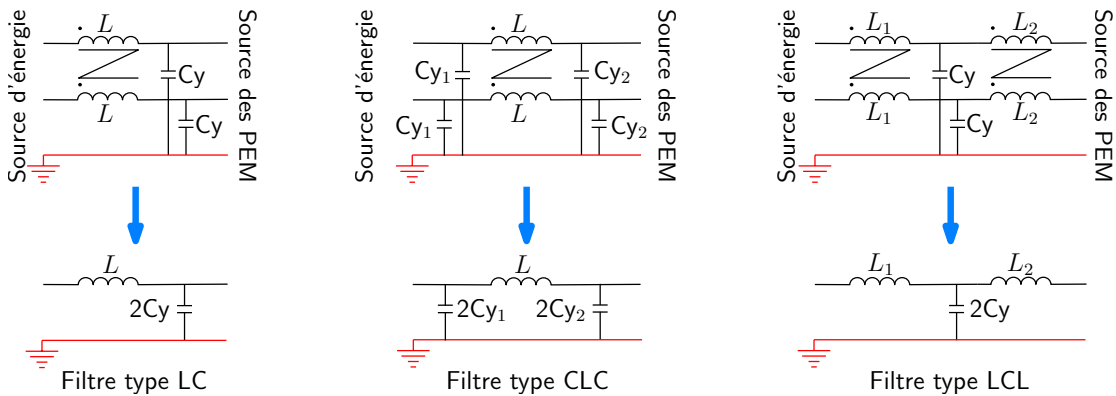 Source d'énergie
L
L
Cy
Cy
Source des PEM
L
2Cy
Filtre type LC
Source d'énergie
Cy₁
Cy₁
L
L
Cy₂
Cy₂
Source des PEM
L
2Cy₁
2Cy₂
Filtre type CLC
Source d'énergie
L₁
L₁
Cy
Cy
L₂
L₂
Source des PEM
L₁
L₂
2Cy
Filtre type LCL